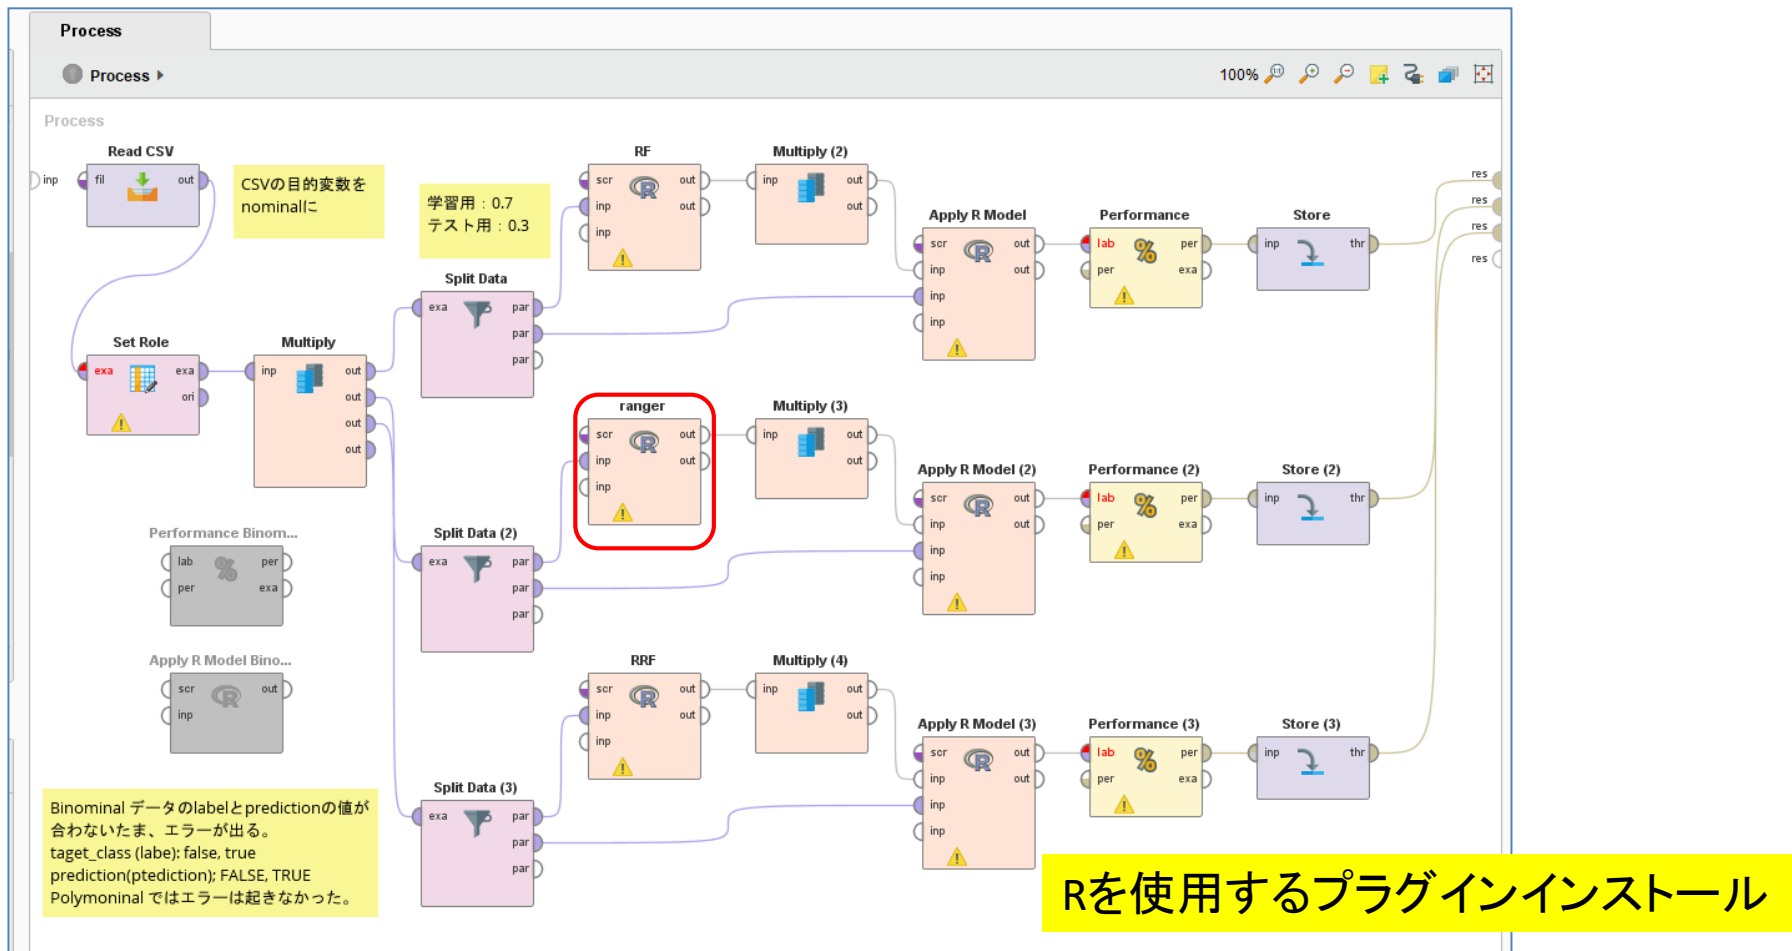 Process
Process
100%
Process
Read CSV
inp
fil
out
CSVの目的変数を
nominalに
学習用：0.7
テスト用：0.3
RF
scr
out
inp
out
inp
Multiply (2)
inp
out
out
Apply R Model
scr
out
inp
out
inp
inp
Performance
lab
per
per
exa
Store
inp
thr
res
res
res
res
Split Data
exa
par
par
par
Set Role
exa
exa
ori
Multiply
inp
out
out
out
out
ranger
scr
out
inp
out
inp
Multiply (3)
inp
out
out
Apply R Model (2)
scr
out
inp
out
inp
inp
Performance (2)
lab
per
per
exa
Store (2)
inp
thr
Split Data (2)
exa
par
par
par
Performance Binom...
lab
per
per
exa
Apply R Model Bino...
scr
out
inp
RRF
scr
out
inp
out
inp
Multiply (4)
inp
out
out
Apply R Model (3)
scr
out
inp
out
inp
inp
Performance (3)
lab
per
per
exa
Store (3)
inp
thr
Split Data (3)
exa
par
par
par
Binominal データのlabelとpredictionの値が
合わないたま、エラーが出る。
taget_class (labe): false, true
prediction(ptediction); FALSE, TRUE
Polymoninal ではエラーは起きなかった。
Rを使用するプラグインインストール